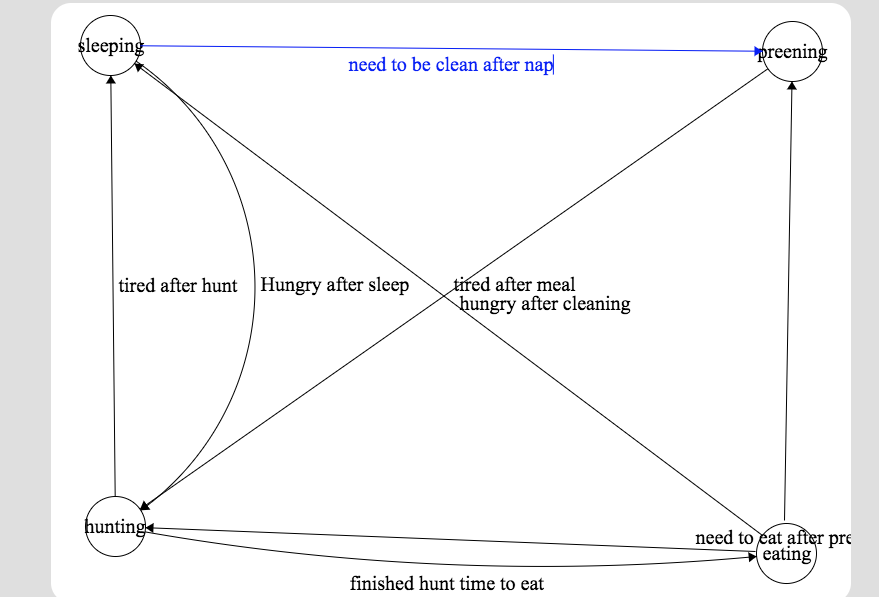 sleeping
preening
need to be clean after nap
tired after hunt
Hungry after sleep
tired after meal
hungry after cleaning
hunting
need to eat after pre
eating
finished hunt time to eat